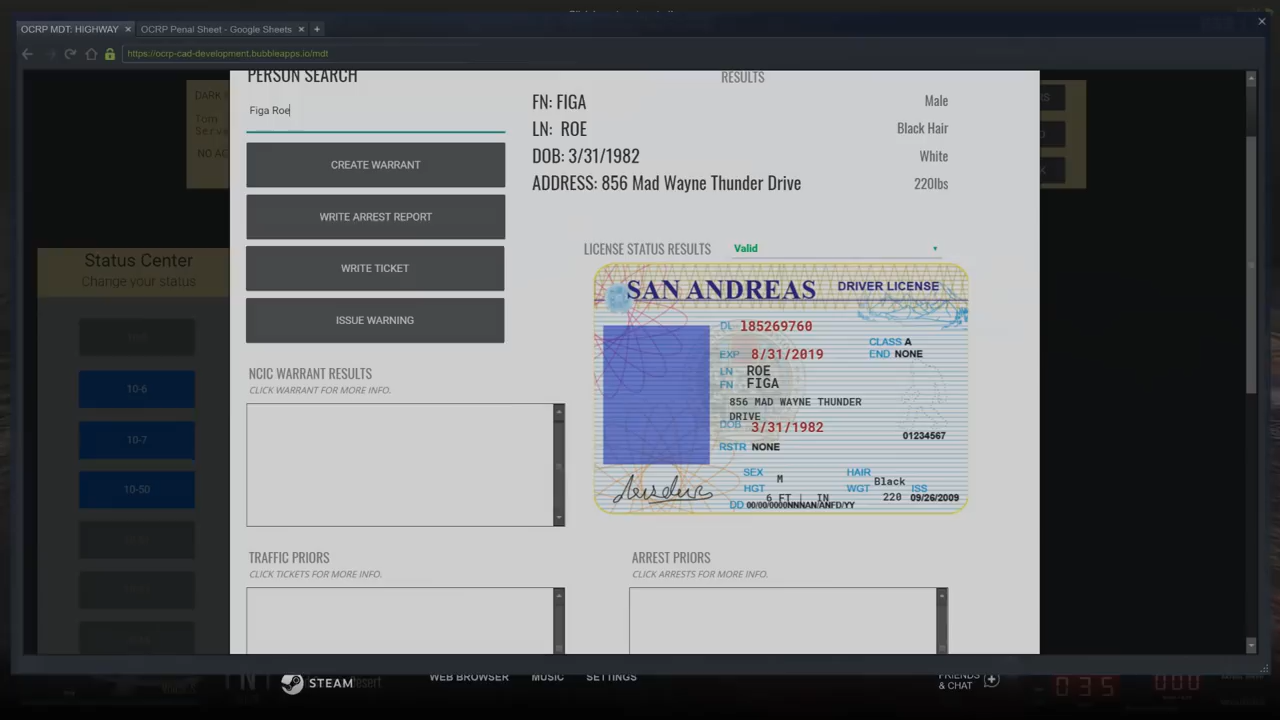 OCRP MDT: HIGHWAY
OCRP Penal Sheet - Google Sheets
https://ocrp-cad-development.bubbleapps.io/mdt
PERSON SEARCH
Figa Roe
CREATE WARRANT
WRITE ARREST REPORT
WRITE TICKET
ISSUE WARNING
NCIC WARRANT RESULTS
CLICK WARRANT FOR MORE INFO.
TRAFFIC PRIORS
CLICK TICKETS FOR MORE INFO.
RESULTS
FN: FIGA
Male
LN: ROE
Black Hair
DOB: 3/31/1982
White
ADDRESS: 856 Mad Wayne Thunder Drive
220lbs
LICENSE STATUS RESULTS
Valid
SAN ANDREAS
DRIVER LICENSE
DL 185269760
EXP 8/31/2019
CLASS A
END NONE
LN ROE
FN FIGA
856 MAD WAYNE THUNDER
DRIVE
DOB 3/31/1982
01234567
RSTR NONE
SEX M
HAIR Black
HGT 6 FT | IN
WGT 220
ISS 09/26/2009
DD 00/00/0000NNNAN/ANFD/YY
ARREST PRIORS
CLICK ARRESTS FOR MORE INFO.
Status Center
Change your status
10-6
10-7
10-50
DARK
Tom
NO
STEAM
WEB BROWSER
MUSIC
SETTINGS
FRIENDS
& CHAT
035
000